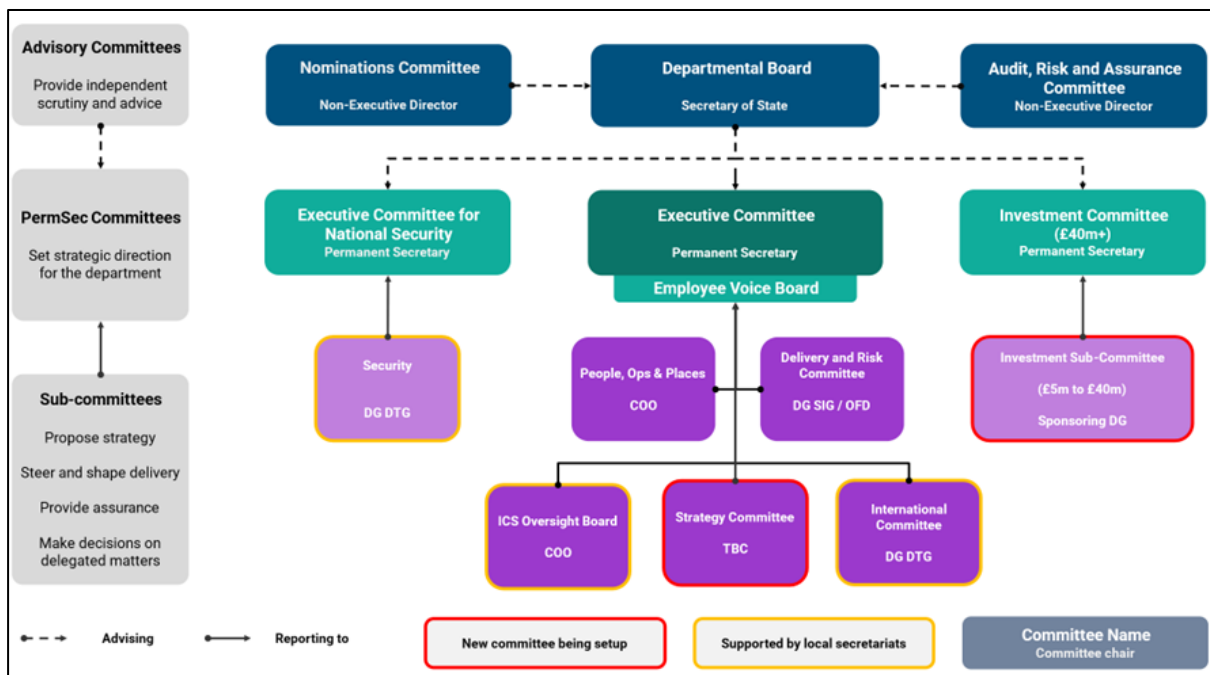 Advisory Committees
Provide independent
scrutiny and advice
PermSec Committees
Set strategic direction
for the department
Sub-committees
Propose strategy
Steer and shape delivery
Provide assurance
Make decisions on
delegated matters
Nominations Committee
Non-Executive Director
Departmental Board
Secretary of State
Audit, Risk and Assurance
Committee
Non-Executive Director
Executive Committee for
National Security
Permanent Secretary
Executive Committee
Permanent Secretary
Employee Voice Board
Investment Committee
(£40m+)
Permanent Secretary
Security
DG DTG
People, Ops & Places
COO
Delivery and Risk
Committee
DG SIG / OFD
Investment Sub-Committee
(£5m to £40m)
Sponsoring DG
ICS Oversight Board
COO
Strategy Committee
TBC
International
Committee
DG DTG
Advising
Reporting to
New committee being setup
Supported by local secretariats
Committee Name
Committee chair